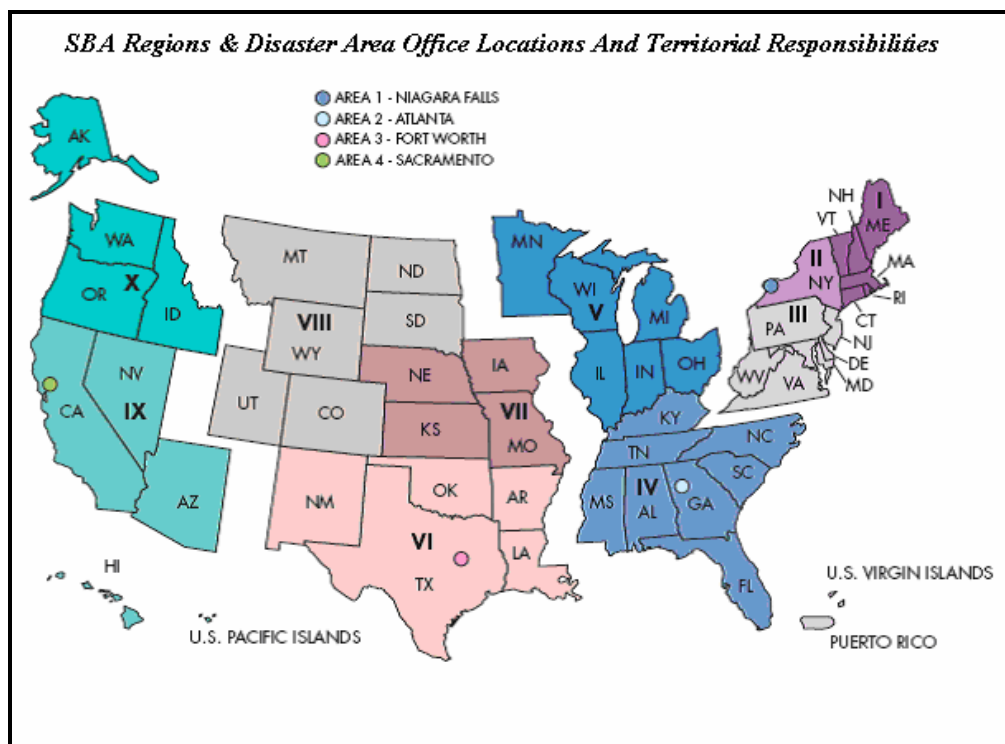 SBA Regions & Disaster Area Office Locations And Territorial Responsibilities
AREA 1 - NIAGARA FALLS
AREA 2 - ATLANTA
AREA 3 - FORT WORTH
AREA 4 - SACRAMENTO
AK
WA
OR
X
ID
MT
ND
SD
VIII
WY
UT
CO
NV
CA
IX
AZ
HI
U.S. PACIFIC ISLANDS
NE
IA
KS
VII
MO
NM
OK
AR
VI
TX
LA
MN
WI
V
MI
IL
IN
OH
KY
TN
NC
SC
MS
IV
AL
GA
FL
NH
VT
I
ME
II
NY
MA
RI
CT
III
PA
NJ
DE
MD
WV
VA
U.S. VIRGIN ISLANDS
PUERTO RICO